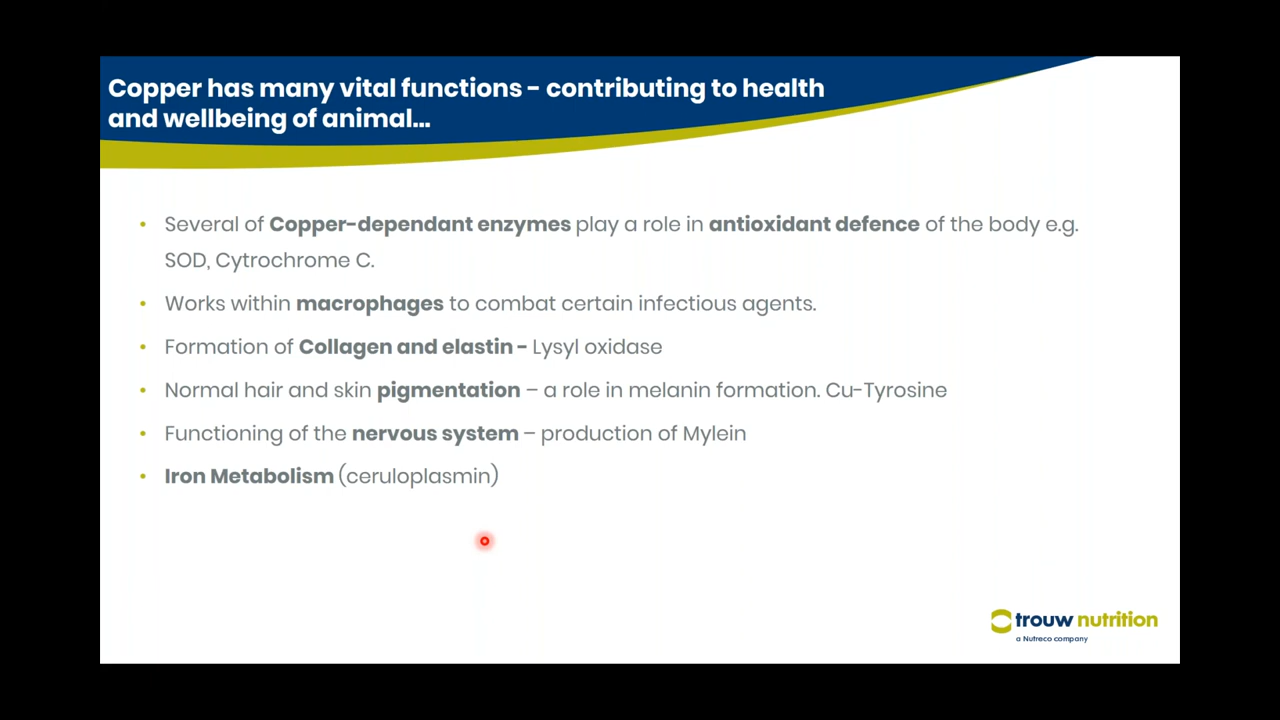 Copper has many vital functions - contributing to health
and wellbeing of animal...
• Several of Copper-dependant enzymes play a role in antioxidant defence of the body e.g.
SOD, Cytrochrome C.
• Works within macrophages to combat certain infectious agents.
• Formation of Collagen and elastin - Lysyl oxidase
• Normal hair and skin pigmentation – a role in melanin formation. Cu-Tyrosine
• Functioning of the nervous system – production of Mylein
• Iron Metabolism (ceruloplasmin)
trouw nutrition
a Nutreco company